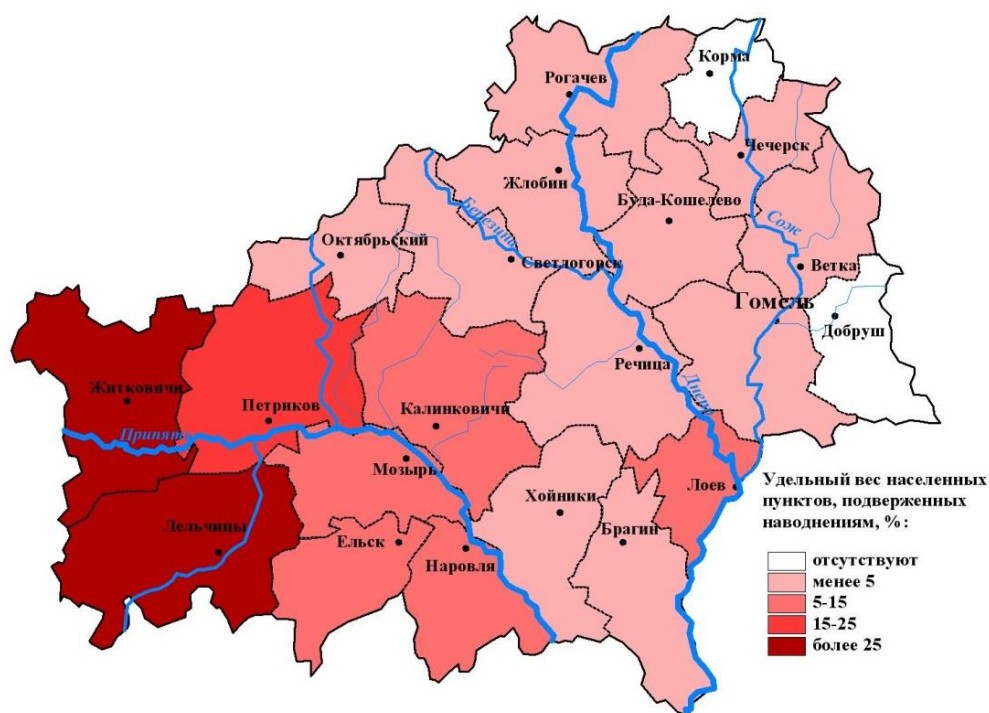 Корма
Рогачев
Чечерск
Жлобин
Буда-Кошелево
Березина
Сож
Октябрьский
Светлогорск
Ветка
Гомель
Добруш
Речица
Житковичи
Днепр
Петриков
Калинковичи
Припять
Мозырь
Лоев
Удельный вес населенных
пунктов, подверженных
наводнениям, %:
Хойники
Лельчицы
Брагин
Ельск
Наровля
отсутствуют
менее 5
5-15
15-25
более 25